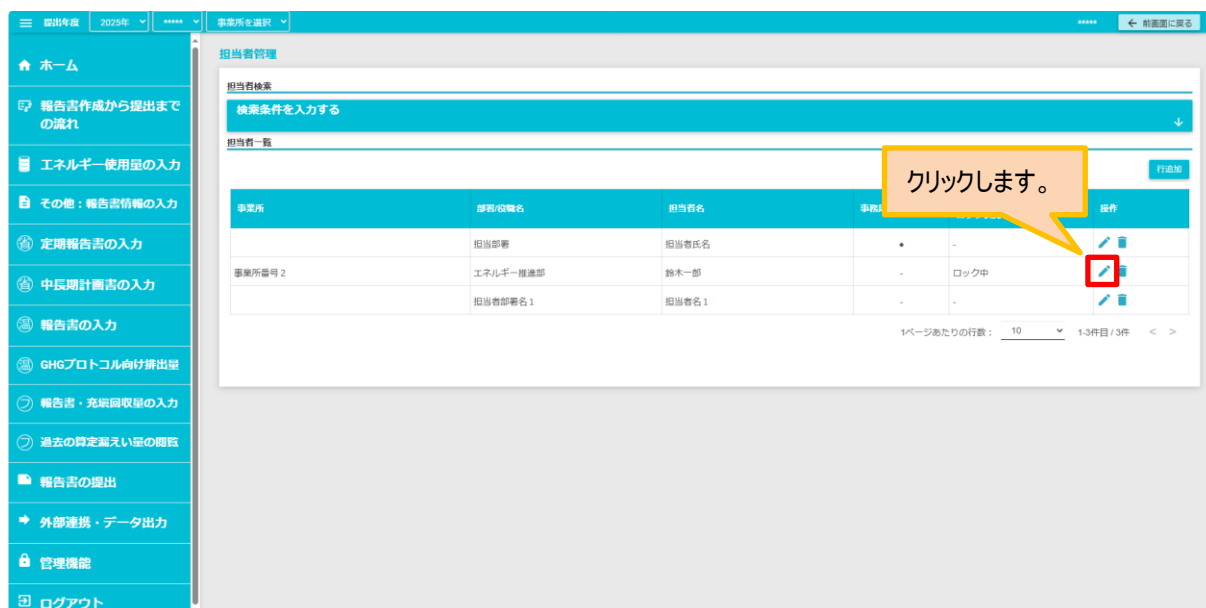 提出年度 2025年 ***** 事業所を選択 ***** ← 前画面に戻る
ホーム
報告書作成から提出まで
の流れ
エネルギー使用量の入力
その他：報告書情報の入力
定期報告書の入力
中長期計画書の入力
報告書の入力
GHGプロトコル向け排出量
報告書・充塡回収量の入力
過去の算定漏えい量の閲覧
報告書の提出
外部連携・データ出力
管理機能
ログアウト
担当者管理
担当者検索
検索条件を入力する
担当者一覧
クリックします。
行追加
事業所 部署/役職名 担当者名 操作
担当部署 担当者氏名 ● -
事業所番号２ エネルギー推進部 鈴木一郎 - ロック中
担当者部署名１ 担当者名１ - -
1ページあたりの行数： 10 1-3件目 / 3件 < >